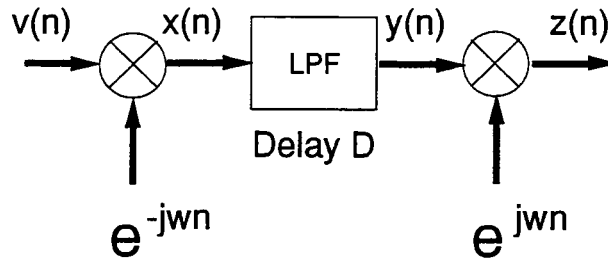 v(n) x(n) y(n) z(n)
LPF
Delay D
e -jwn e jwn